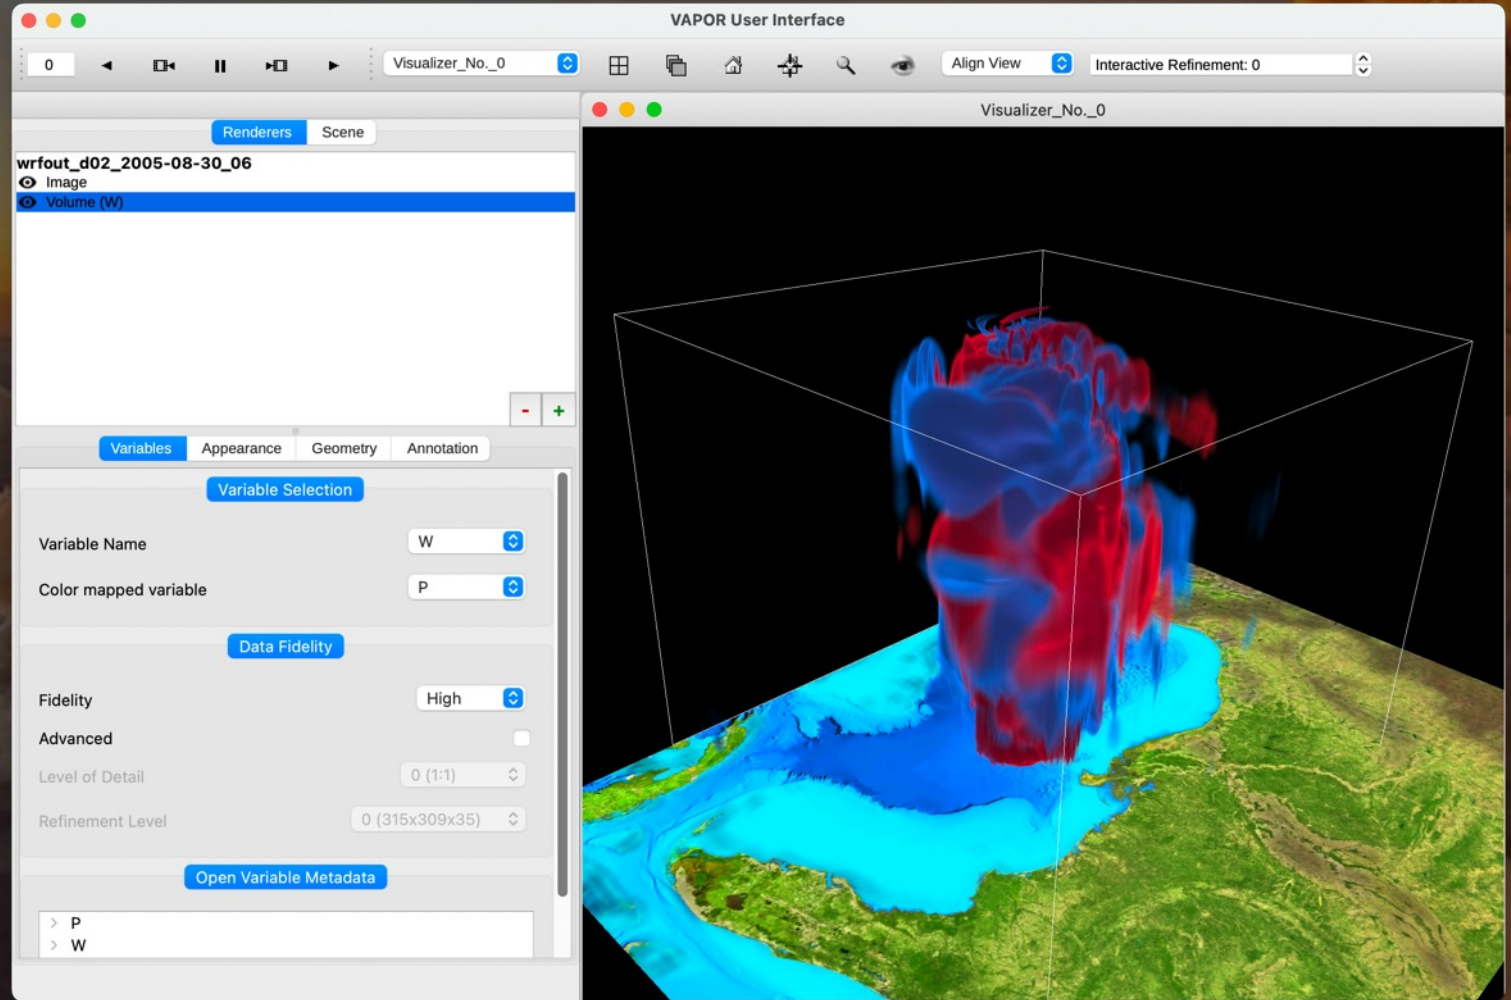 VAPOR User Interface
0
Visualizer_No._0
Align View
Interactive Refinement: 0
Renderers
Scene
wrfout_d02_2005-08-30_06
Image
Volume (W)
-
+
Variables
Appearance
Geometry
Annotation
Variable Selection
Variable Name
W
Color mapped variable
P
Data Fidelity
Fidelity
High
Advanced
Level of Detail
0 (1:1)
Refinement Level
0 (315x309x35)
Open Variable Metadata
P
W
Visualizer_No._0